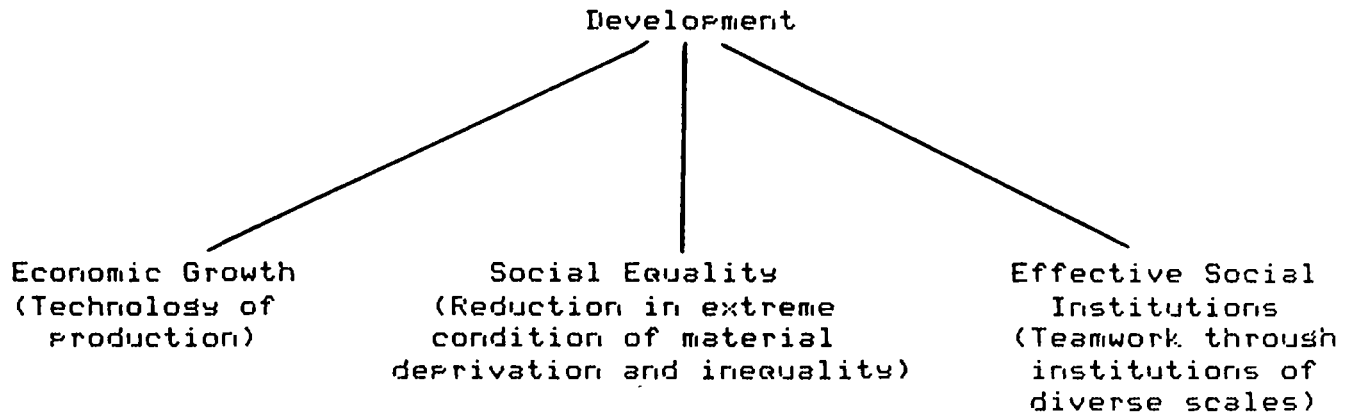 Development
Economic Growth
(Technology of
production)
Social Equality
(Reduction in extreme
condition of material
deprivation and inequality)
Effective Social
Institutions
(Teamwork through
institutions of
diverse scales)